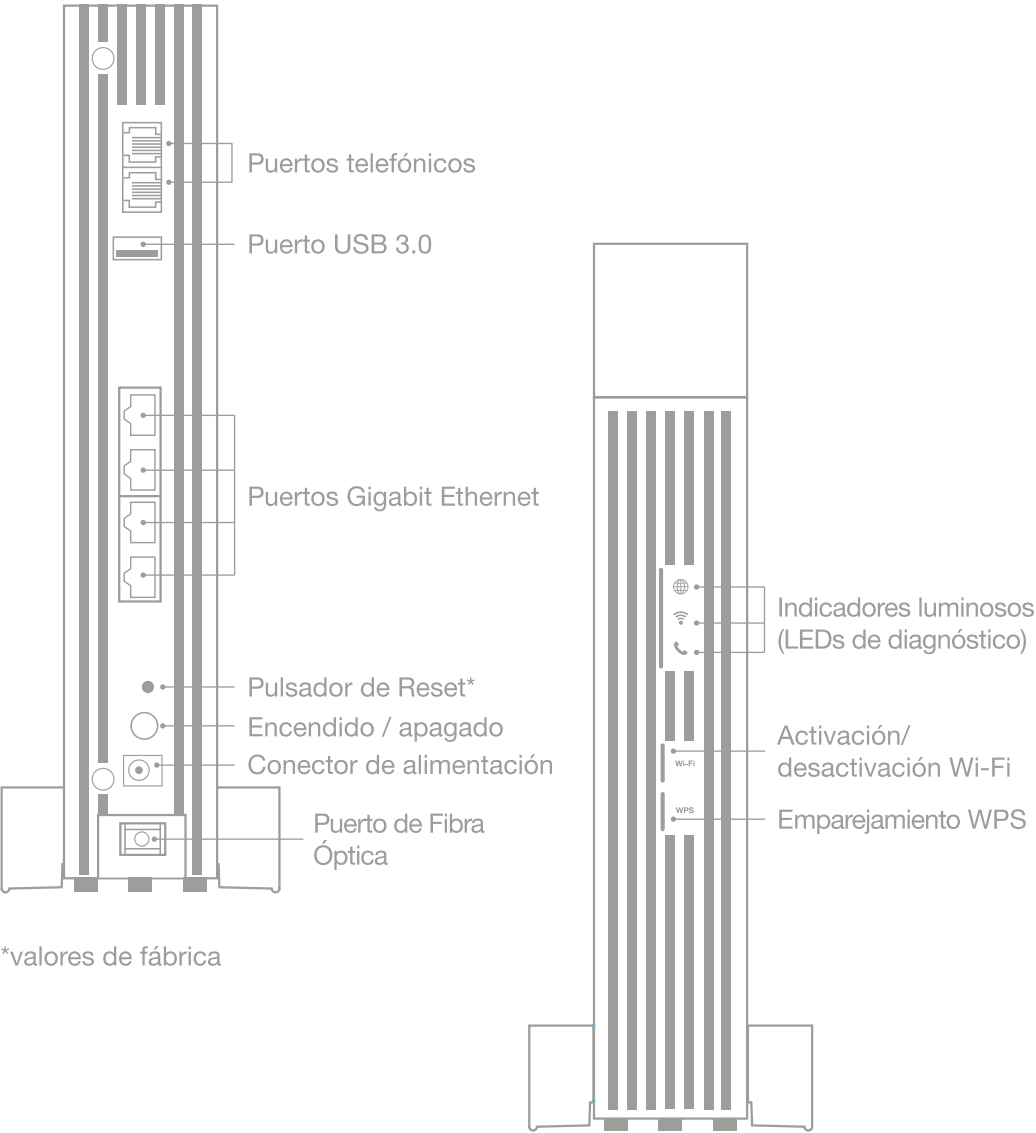 Puertos telefónicos
Puerto USB 3.0
Puertos Gigabit Ethernet
Pulsador de Reset*
Encendido / apagado
Conector de alimentación
Puerto de Fibra
Óptica
*valores de fábrica
Indicadores luminosos
(LEDs de diagnóstico)
Wi-Fi
Activación/
desactivación Wi-Fi
WPS
Emparejamiento WPS